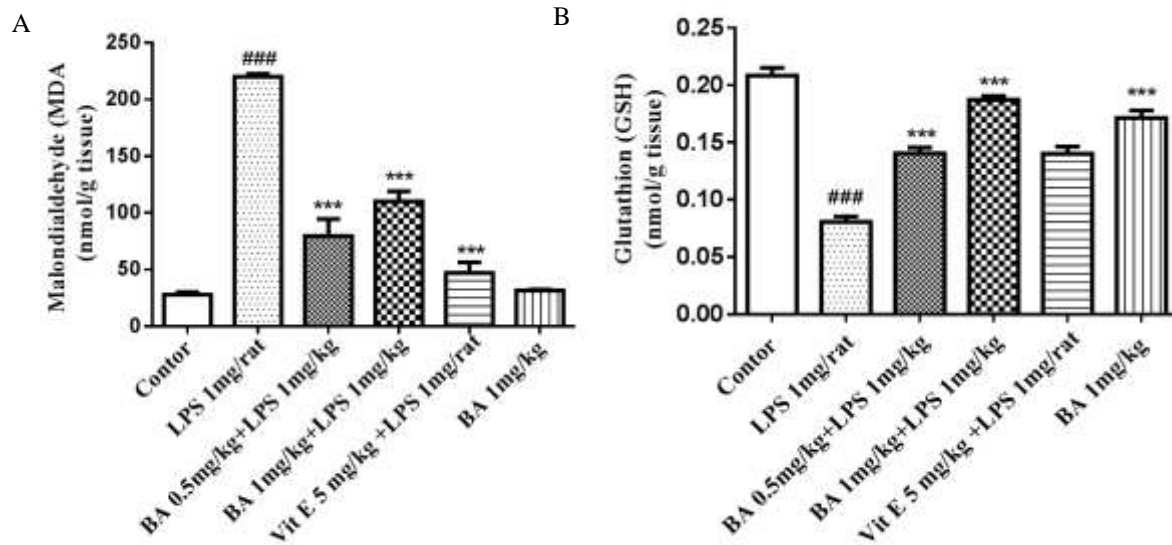 A
Malondialdehyde (MDA
(nmol/g tissue)
250
200
150
100
50
0
###
***
***
***
Contor
LPS 1mg/rat
BA 0.5mg/kg+LPS 1mg/kg
BA 1mg/kg+LPS 1mg/kg
Vit E 5 mg/kg +LPS 1mg/rat
BA 1mg/kg
B
Glutathion (GSH)
(nmol/g tissue)
0.25
0.20
0.15
0.10
0.05
0.00
###
***
***
***
Contor
LPS 1mg/rat
BA 0.5mg/kg+LPS 1mg/kg
BA 1mg/kg+LPS 1mg/kg
Vit E 5 mg/kg +LPS 1mg/rat
BA 1mg/kg